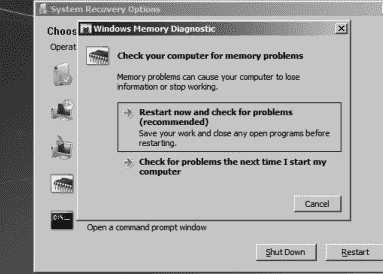 System Recovery Options
Choos
Operat
Windows Memory Diagnostic
Check your computer for memory problems
Memory problems can cause your computer to lose
information or stop working.
Restart now and check for problems
(recommended)
Save your work and close any open programs before
restarting.
Check for problems the next time I start my
computer
Cancel
C:\
Open a command prompt window
Shut Down
Restart